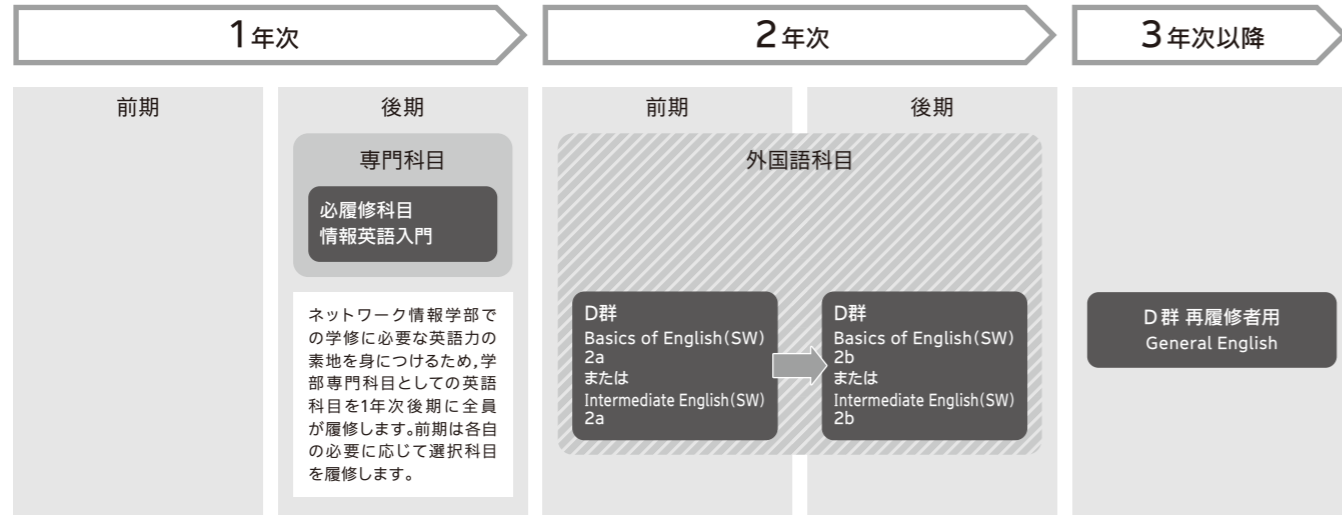 1年次
2年次
3年次以降
前期
後期
前期
後期
専門科目
必履修科目
情報英語入門
ネットワーク情報学部で
の学修に必要な英語力の
素地を身につけるため,学
部専門科目としての英語
科目を1年次後期に全員
が履修します。前期は各自
の必要に応じて選択科目
を履修します。
外国語科目
D群
Basics of English(SW)
2a
または
Intermediate English(SW)
2a
D群
Basics of English(SW)
2b
または
Intermediate English(SW)
2b
D群 再履修者用
General English